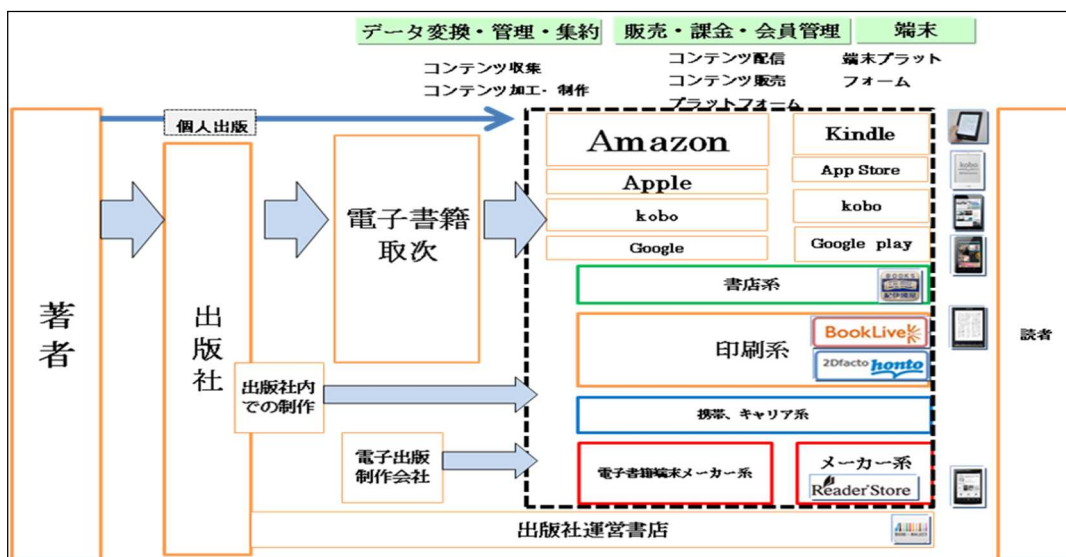 データ変換・管理・集約
販売・課金・会員管理
端末
コンテンツ収集
コンテンツ加工・制作
コンテンツ配信
コンテンツ販売
プラットフォーム
端末プラット
フォーム
個人出版
著者
出版社
電子書籍
取次
出版社内
での制作
電子出版
制作会社
Amazon
Kindle
Apple
App Store
kobo
kobo
Google
Google play
書店系
BOOKS
紀伊國屋
印刷系
BookLive
2Dfacto honto
携帯、キャリア系
電子書籍端末メーカー系
メーカー系
Reader Store
出版社運営書店
kobo
読者